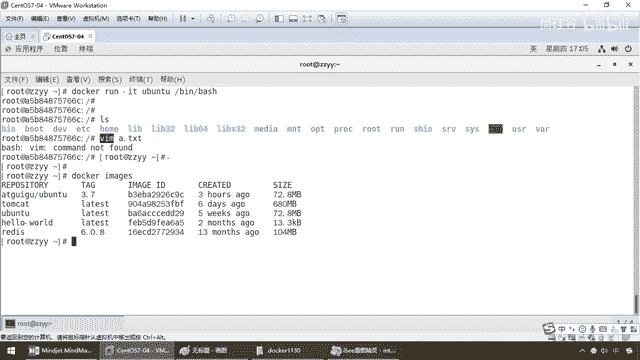 CentOS7-04 - VMware Workstation
文件(F) 编辑(E) 查看(V) 虚拟机(M) 选项卡(T) 帮助(H)
主页 CentOS7-04
尚硅谷 bilibili
应用程序 位置 终端 英 星期四 17:05
root@zzyy:~
文件(F) 编辑(E) 查看(V) 搜索(S) 终端(T) 帮助(H)
[root@zzyy ~]# docker run -it ubuntu /bin/bash
root@a5b84875766c:/#
root@a5b84875766c:/#
root@a5b84875766c:/# ls
bin boot dev etc home lib lib32 lib64 libx32 media mnt opt proc root run sbin srv sys tmp usr var
root@a5b84875766c:/# vim a.txt
bash: vim: command not found
root@a5b84875766c:/# [root@zzyy ~]#
[root@zzyy ~]#
[root@zzyy ~]# docker images
REPOSITORY TAG IMAGE ID CREATED SIZE
atguigu/ubuntu 3.7 b3eba2926c9c 3 hours ago 72.8MB
tomcat latest 904a98253fbf 6 days ago 680MB
ubuntu latest ba6acccedd29 5 weeks ago 72.8MB
hello-world latest feb5d9fea6a5 2 months ago 13.3kB
redis 6.0.8 16ecd2772934 13 months ago 104MB
[root@zzyy ~]#
root@zzyy:~ 1 / 4
要返回到您的计算机，请将鼠标指针从虚拟机中移出或按 Ctrl+Alt。
Mindjet MindMa... CentOS7-04 - VM... 无标题 - 画图 docker1130